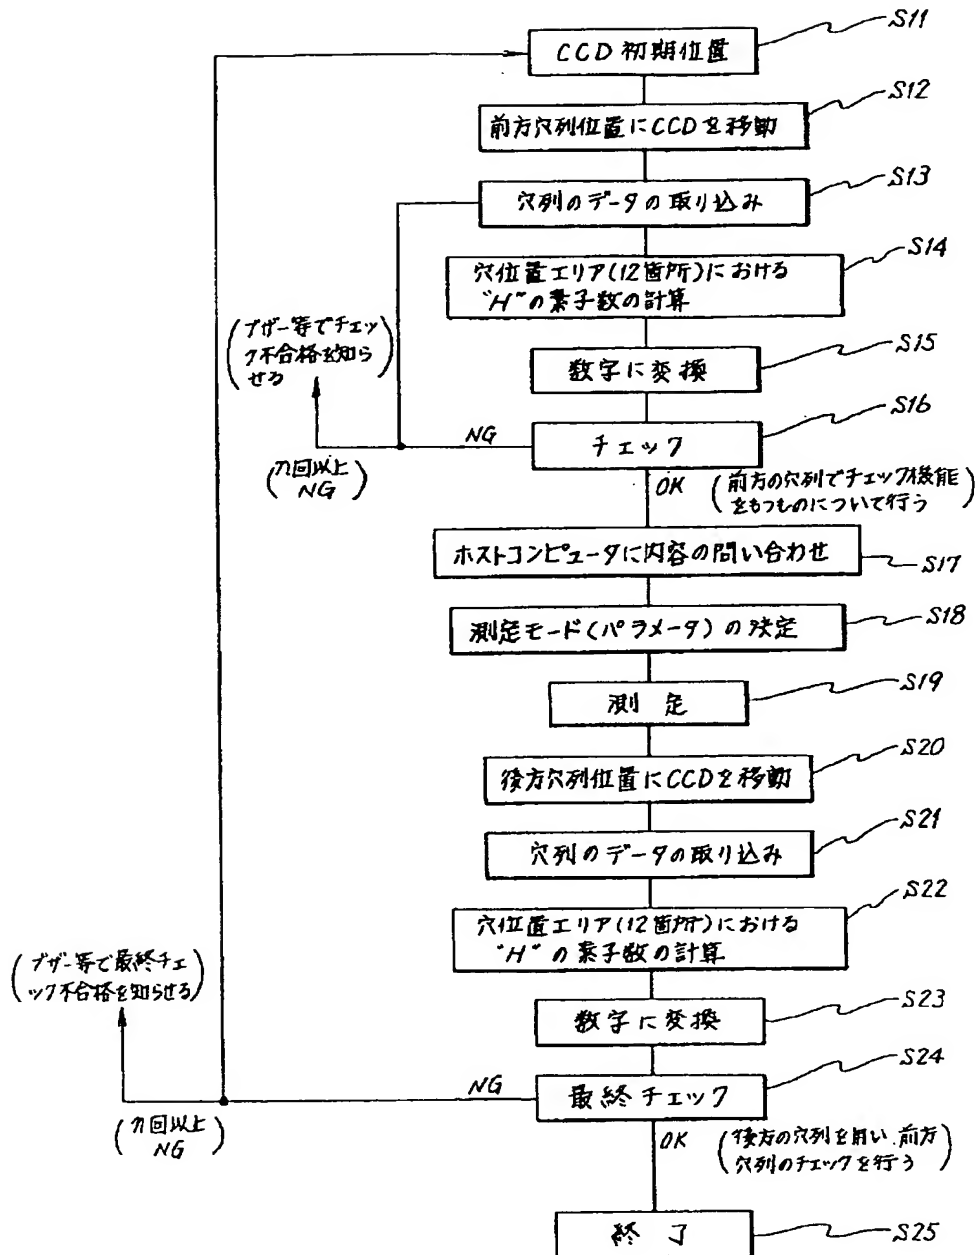 S11
CCD 初期位置
S12
前方穴列位置にCCDを移動
S13
穴列のデータの取り込み
S14
穴位置エリア(12箇所)における
"H"の素子数の計算
(ブザー等でチェッ
ク不合格を知ら
せる)
S15
数字に変換
S16
チェック
NG
(n回以上
NG)
OK
(前方の穴列でチェック機能
をもつものについて行う)
ホストコンピュータに内容の問い合わせ
S17
測定モード(パラメータ)の決定
S18
測定
S19
後方穴列位置にCCDを移動
S20
穴列のデータの取り込み
S21
穴位置エリア(12箇所)における
"H"の素子数の計算
S22
(ブザー等で最終チェ
ック不合格を知らせる)
数字に変換
S23
最終チェック
S24
NG
(n回以上
NG)
OK
(後方の穴列を用い、前方
穴列のチェックを行う)
終了
S25